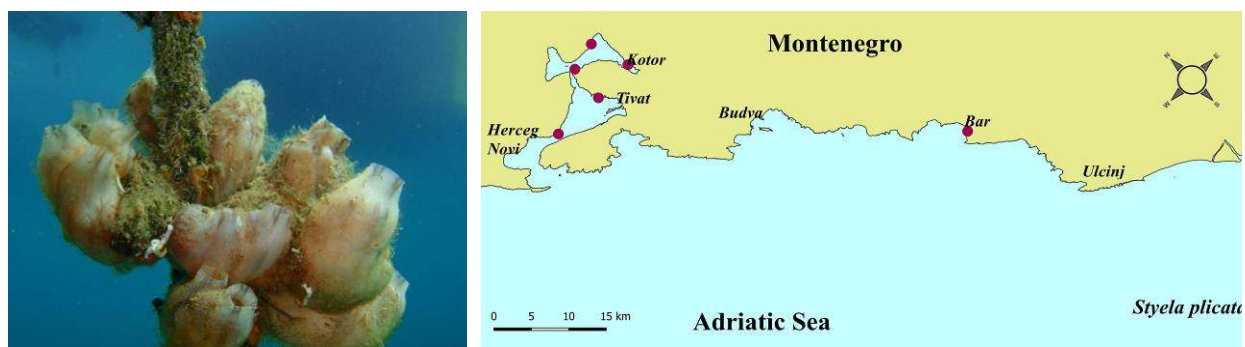 Montenegro
Kotor
Tivat
Budva
Bar
Herceg
Novi
Ulcinj
N
E
W
S
0 5 10 15 km
Adriatic Sea
Styela plicata